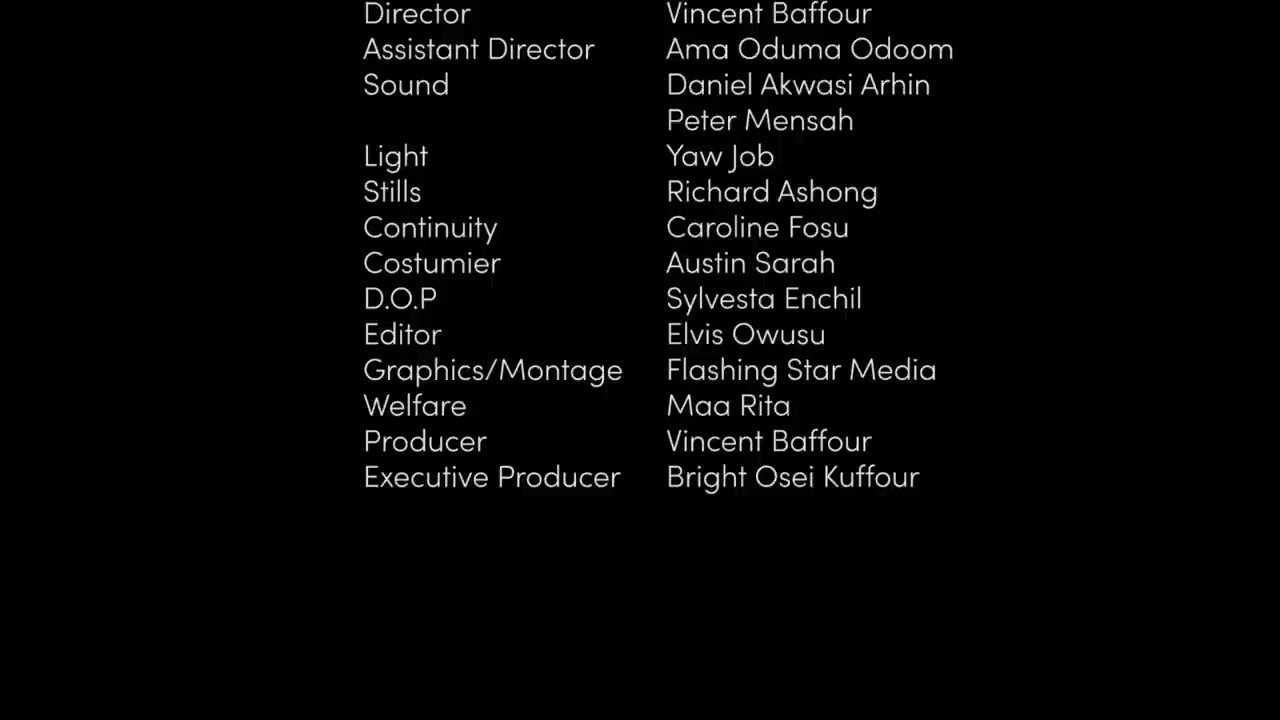 Director Vincent Baffour
Assistant Director Ama Oduma Odoom
Sound Daniel Akwasi Arhin
Peter Mensah
Light Yaw Job
Stills Richard Ashong
Continuity Caroline Fosu
Costumier Austin Sarah
D.O.P Sylvesta Enchil
Editor Elvis Owusu
Graphics/Montage Flashing Star Media
Welfare Maa Rita
Producer Vincent Baffour
Executive Producer Bright Osei Kuffour